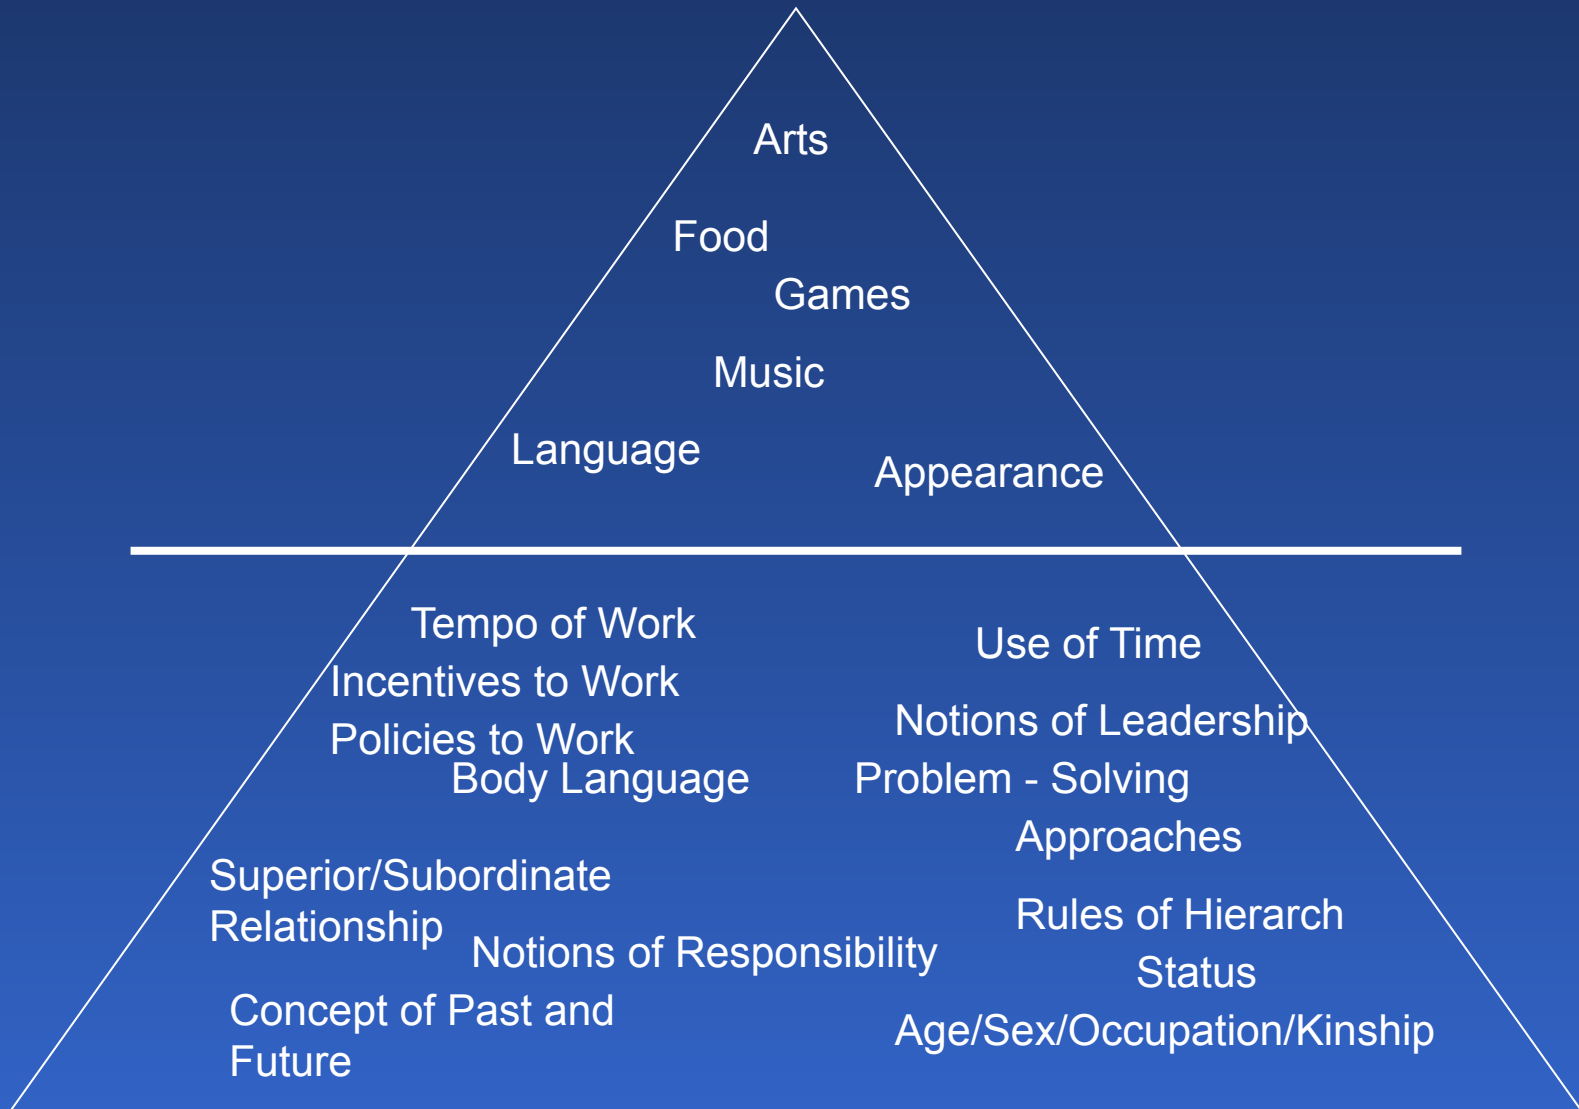 Arts
Food
Games
Music
Language
Appearance
Tempo of Work
Incentives to Work
Policies to Work
Body Language
Superior/Subordinate
Relationship
Notions of Responsibility
Concept of Past and
Future
Use of Time
Notions of Leadership
Problem - Solving
Approaches
Rules of Hierarch
Status
Age/Sex/Occupation/Kinship